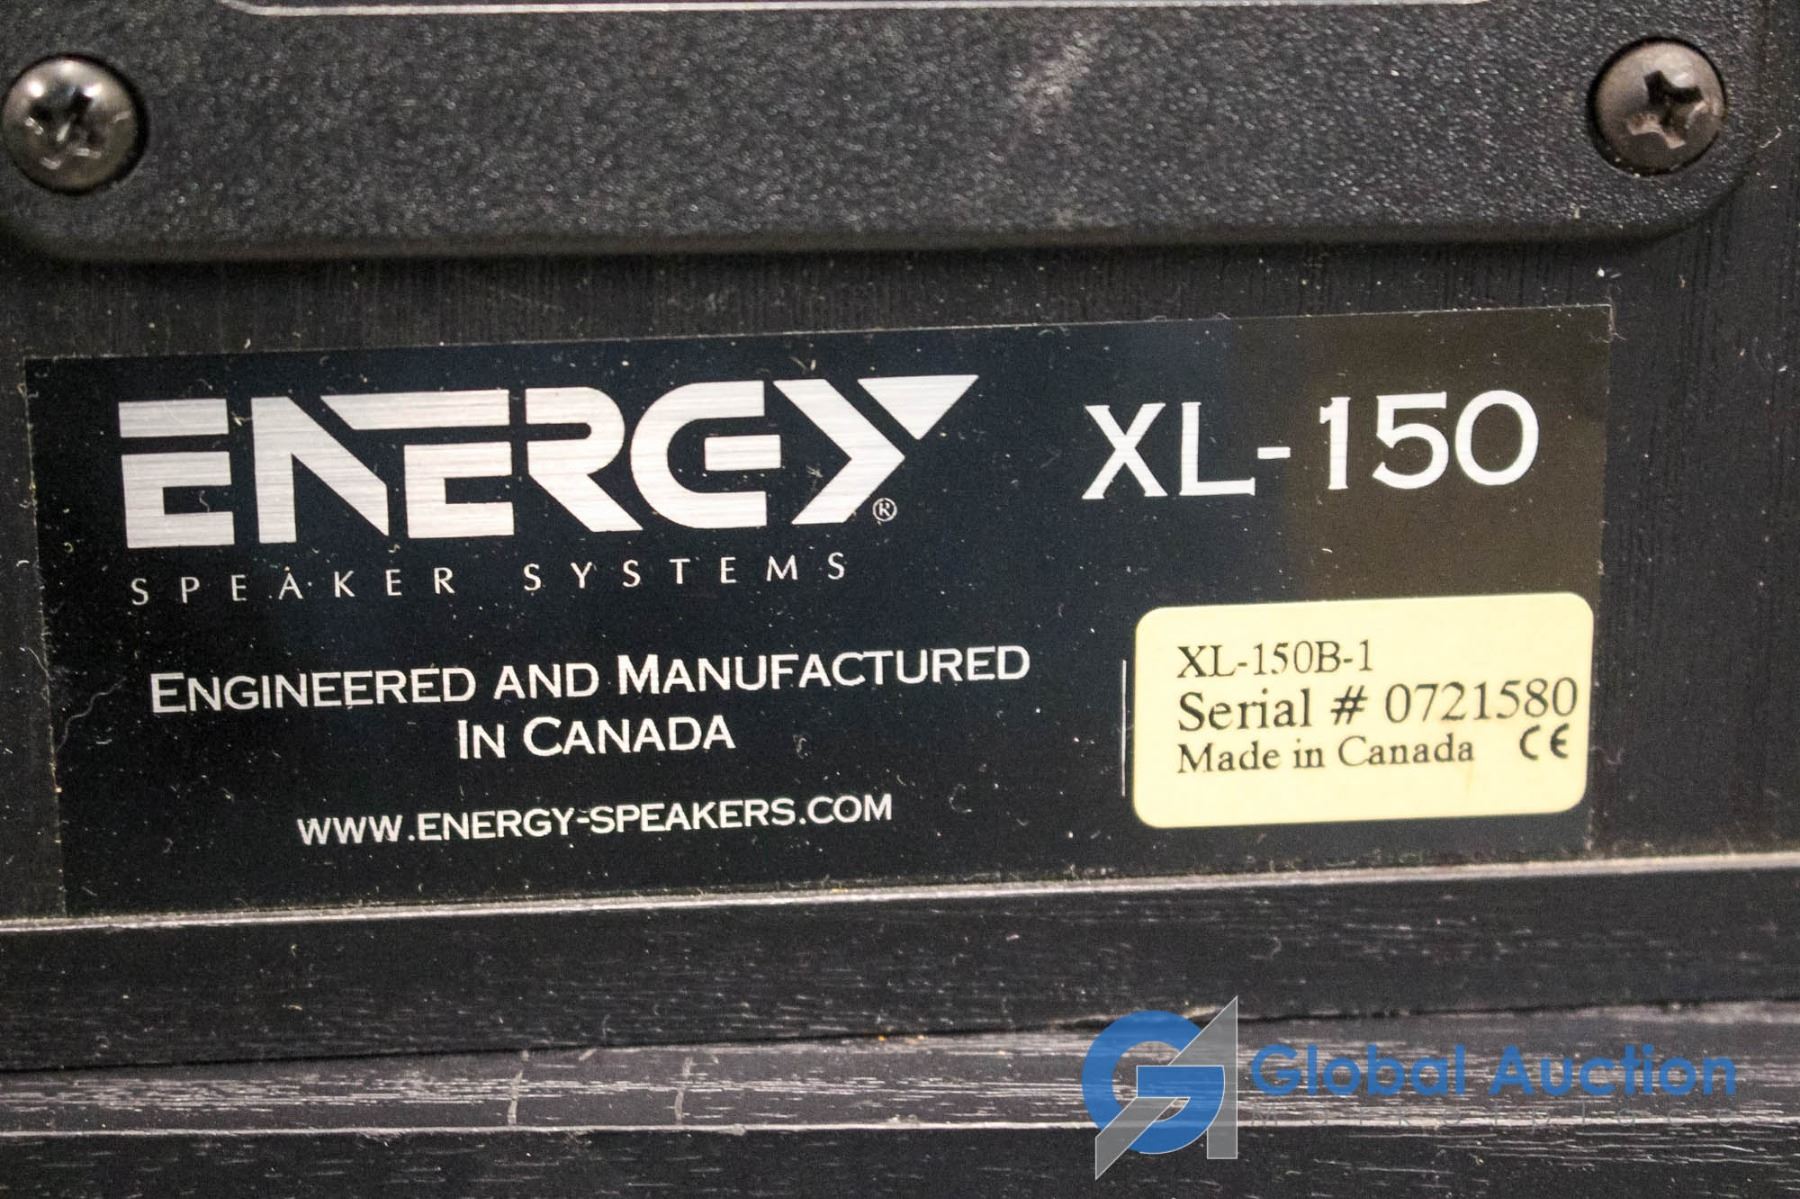 ENERGY®
XL-150
SPEAKER SYSTEMS
ENGINEERED AND MANUFACTURED
IN CANADA
WWW.ENERGY-SPEAKERS.COM
XL-150B-1
Serial # 0721580
Made in Canada CE
Global Auction